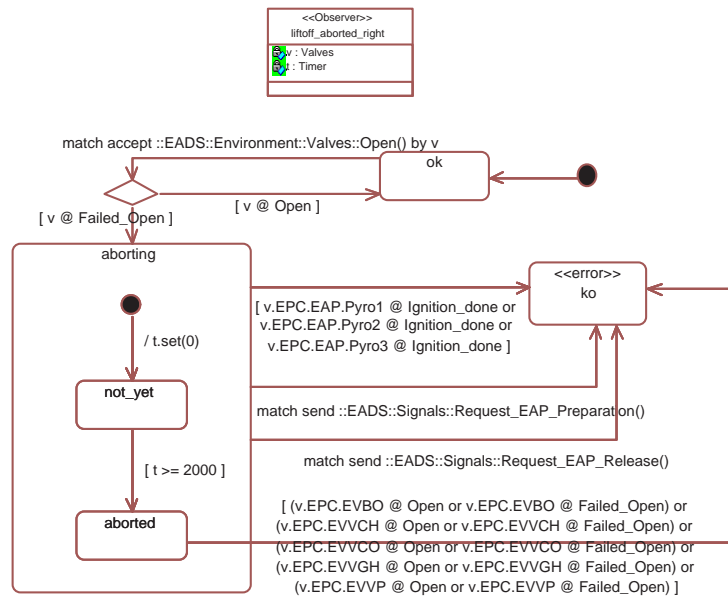 <<Observer>>
liftoff_aborted_right
v : Valves
t : Timer
match accept ::EADS::Environment::Valves::Open() by v
ok
[ v @ Open ]
[ v @ Failed_Open ]
aborting
<<error>>
ko
[ v.EPC.EAP.Pyro1 @ Ignition_done or
v.EPC.EAP.Pyro2 @ Ignition_done or
v.EPC.EAP.Pyro3 @ Ignition_done ]
/ t.set(0)
not_yet
match send ::EADS::Signals::Request_EAP_Preparation()
match send ::EADS::Signals::Request_EAP_Release()
[ t >= 2000 ]
aborted
[ (v.EPC.EVBO @ Open or v.EPC.EVBO @ Failed_Open) or
(v.EPC.EVVCH @ Open or v.EPC.EVVCH @ Failed_Open) or
(v.EPC.EVVCO @ Open or v.EPC.EVVCO @ Failed_Open) or
(v.EPC.EVVGH @ Open or v.EPC.EVVGH @ Failed_Open) or
(v.EPC.EVVP @ Open or v.EPC.EVVP @ Failed_Open) ]